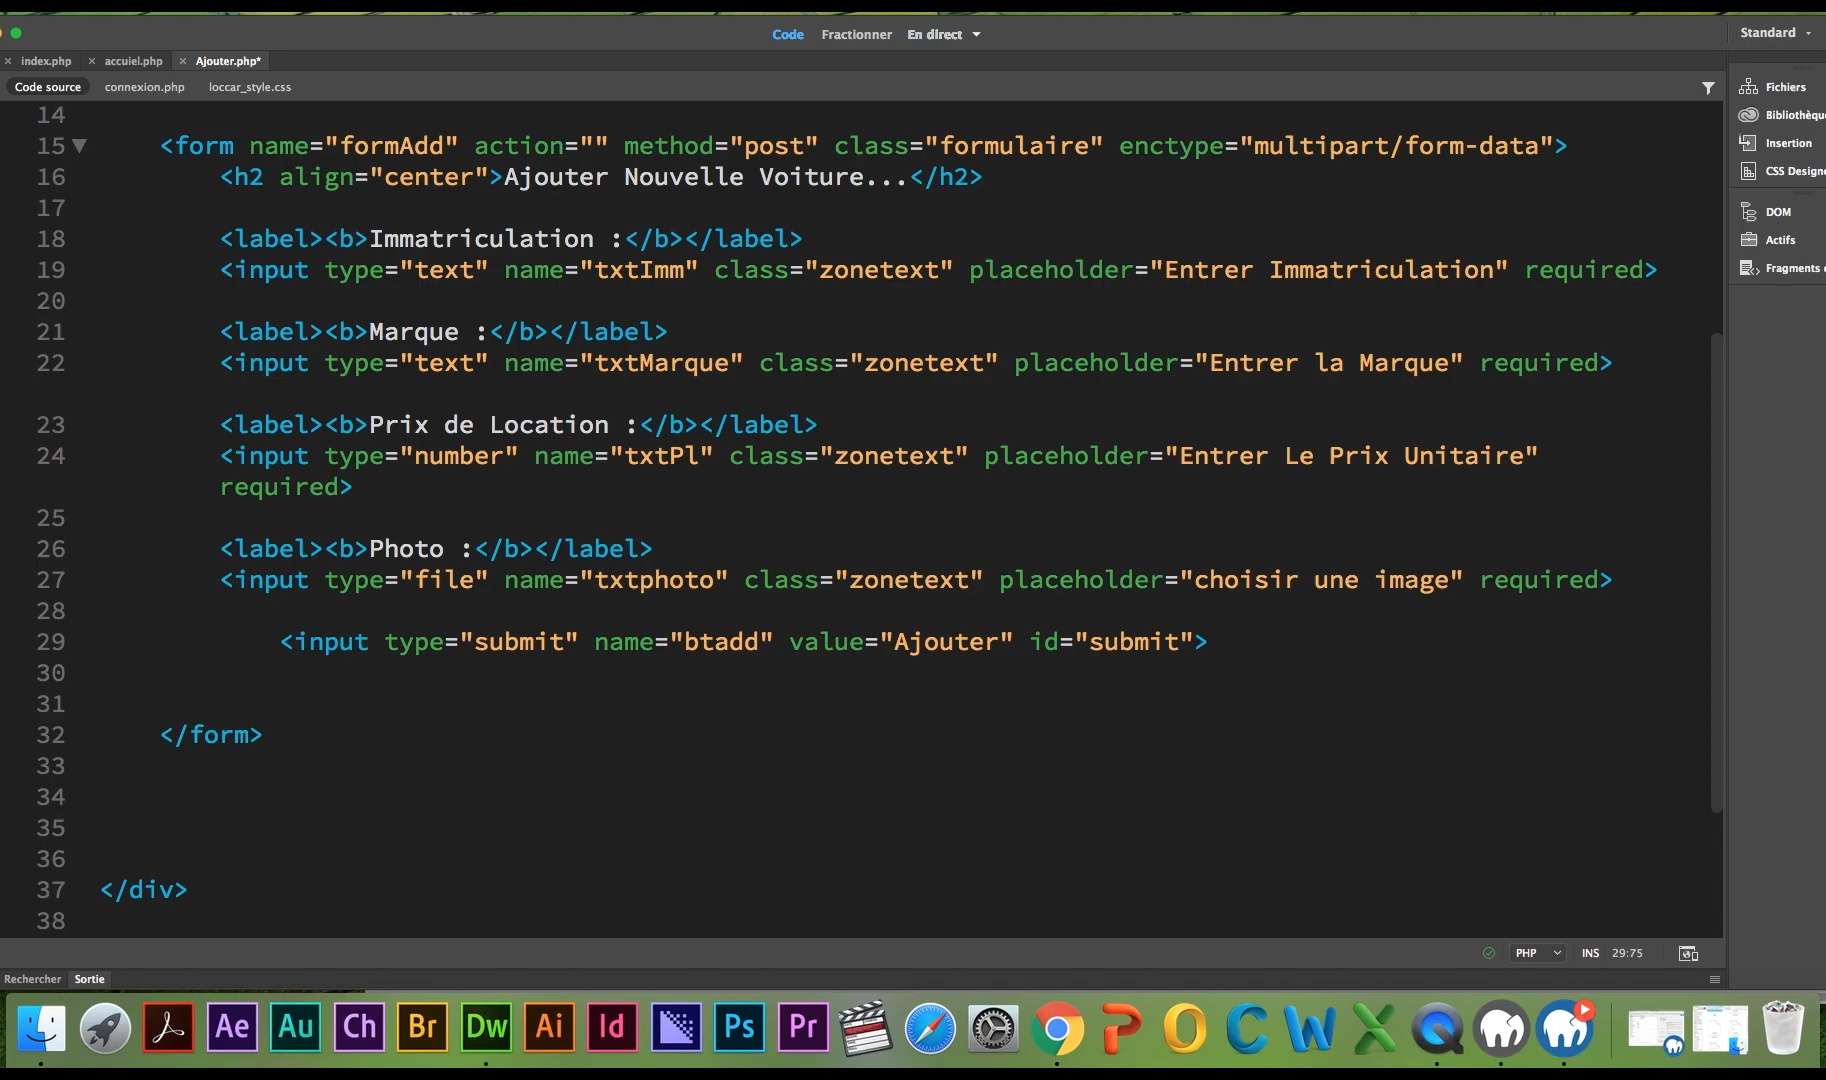 Code Fractionner En direct
Standard
index.php accuiel.php Ajouter.php*
Code source connexion.php loccar_style.css
14
15 <form name="formAdd" action="" method="post" class="formulaire" enctype="multipart/form-data">
16 <h2 align="center">Ajouter Nouvelle Voiture...</h2>
17
18 <label><b>Immatriculation :</b></label>
19 <input type="text" name="txtImm" class="zonetext" placeholder="Entrer Immatriculation" required>
20
21 <label><b>Marque :</b></label>
22 <input type="text" name="txtMarque" class="zonetext" placeholder="Entrer la Marque" required>
23 <label><b>Prix de Location :</b></label>
24 <input type="number" name="txtPl" class="zonetext" placeholder="Entrer Le Prix Unitaire"
required>
25
26 <label><b>Photo :</b></label>
27 <input type="file" name="txtphoto" class="zonetext" placeholder="choisir une image" required>
28
29 <input type="submit" name="btadd" value="Ajouter" id="submit">
30
31
32 </form>
33
34
35
36
37 </div>
38
Fichiers
Bibliothèqu
Insertion
CSS Design
DOM
Actifs
Fragments
PHP INS 29:75
Rechercher Sortie
Ae Au Ch Br Dw Ai Id Ps Pr